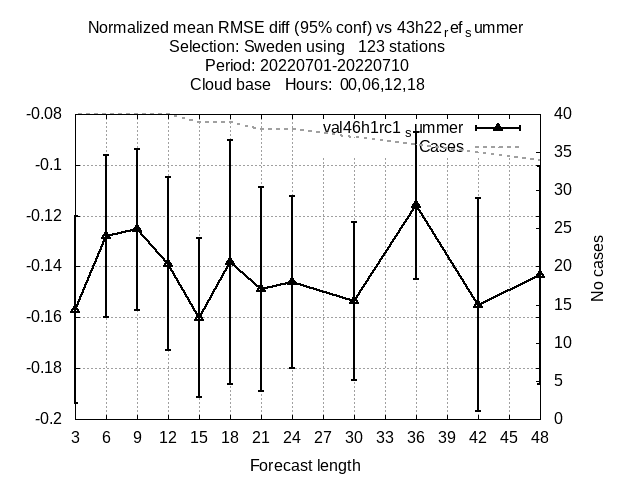 Normalized mean RMSE diff (95% conf) vs 43h22refsummer
Selection: Sweden using 123 stations
Period: 20220701-20220710
Cloud base Hours: 00,06,12,18
val46h1rc1summer
Cases
-0.08
-0.1
-0.12
-0.14
-0.16
-0.18
-0.2
40
35
30
25
20
15
10
5
0
No cases
3 6 9 12 15 18 21 24 27 30 33 36 39 42 45 48
Forecast length